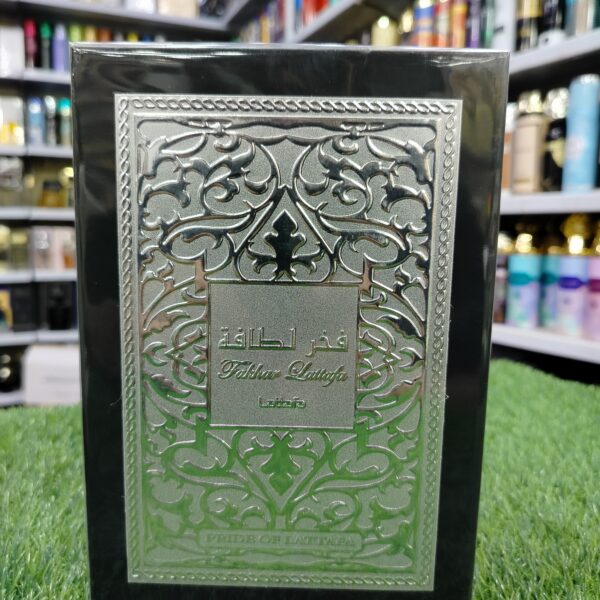 فخر لطافة
Fakhar Lattafa
Lattafa
PRIDE OF LATTAFA